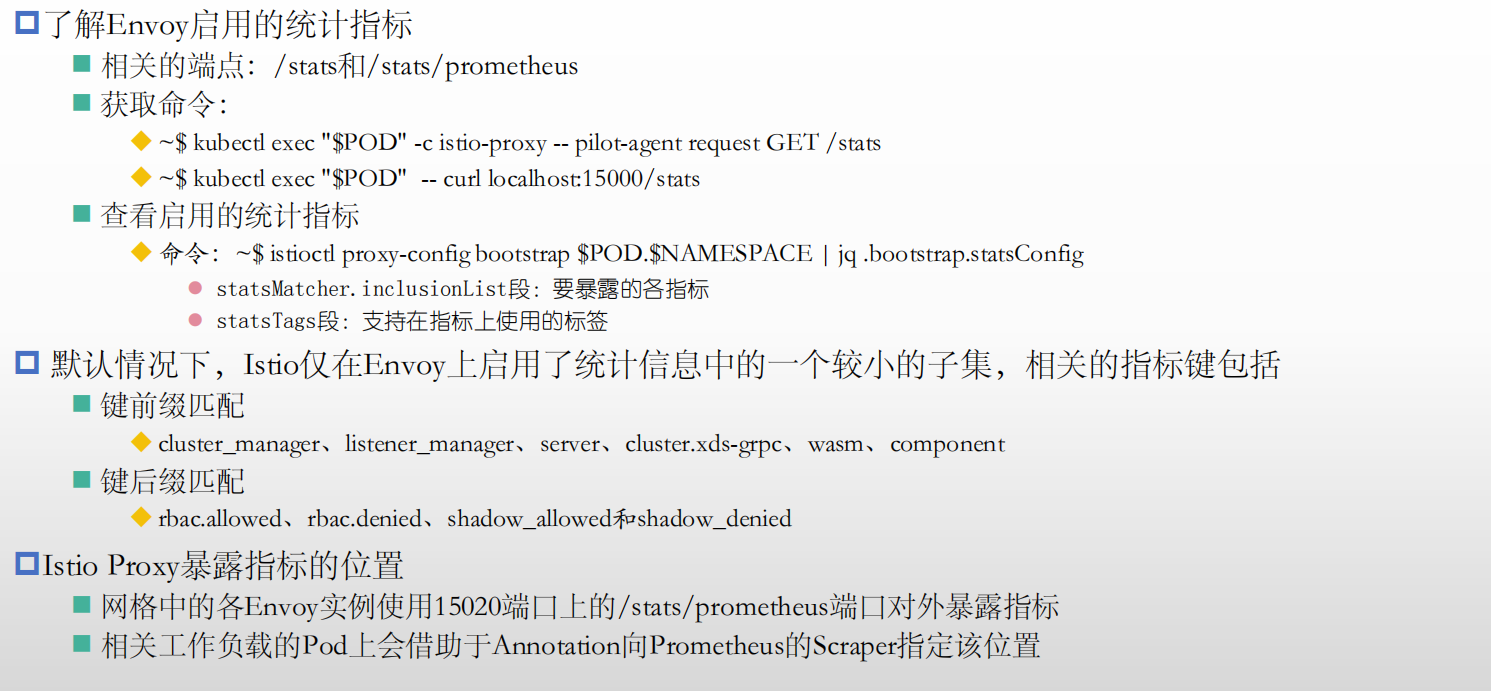 了解Envoy启用的统计指标
相关的端点：/stats和/stats/prometheus
获取命令：
~$ kubectl exec "$POD" -c istio-proxy -- pilot-agent request GET /stats
~$ kubectl exec "$POD"  -- curl localhost:15000/stats
查看启用的统计指标
命令：~$ istioctl proxy-config bootstrap $POD.$NAMESPACE | jq .bootstrap.statsConfig
statsMatcher.inclusionList段：要暴露的各指标
statsTags段：支持在指标上使用的标签
默认情况下，Istio仅在Envoy上启用了统计信息中的一个较小的子集，相关的指标键包括
键前缀匹配
cluster_manager、listener_manager、server、cluster.xds-grpc、wasm、component
键后缀匹配
rbac.allowed、rbac.denied、shadow_allowed和shadow_denied
Istio Proxy暴露指标的位置
网格中的各Envoy实例使用15020端口上的/stats/prometheus端口对外暴露指标
相关工作负载的Pod上会借助于Annotation向Prometheus的Scraper指定该位置